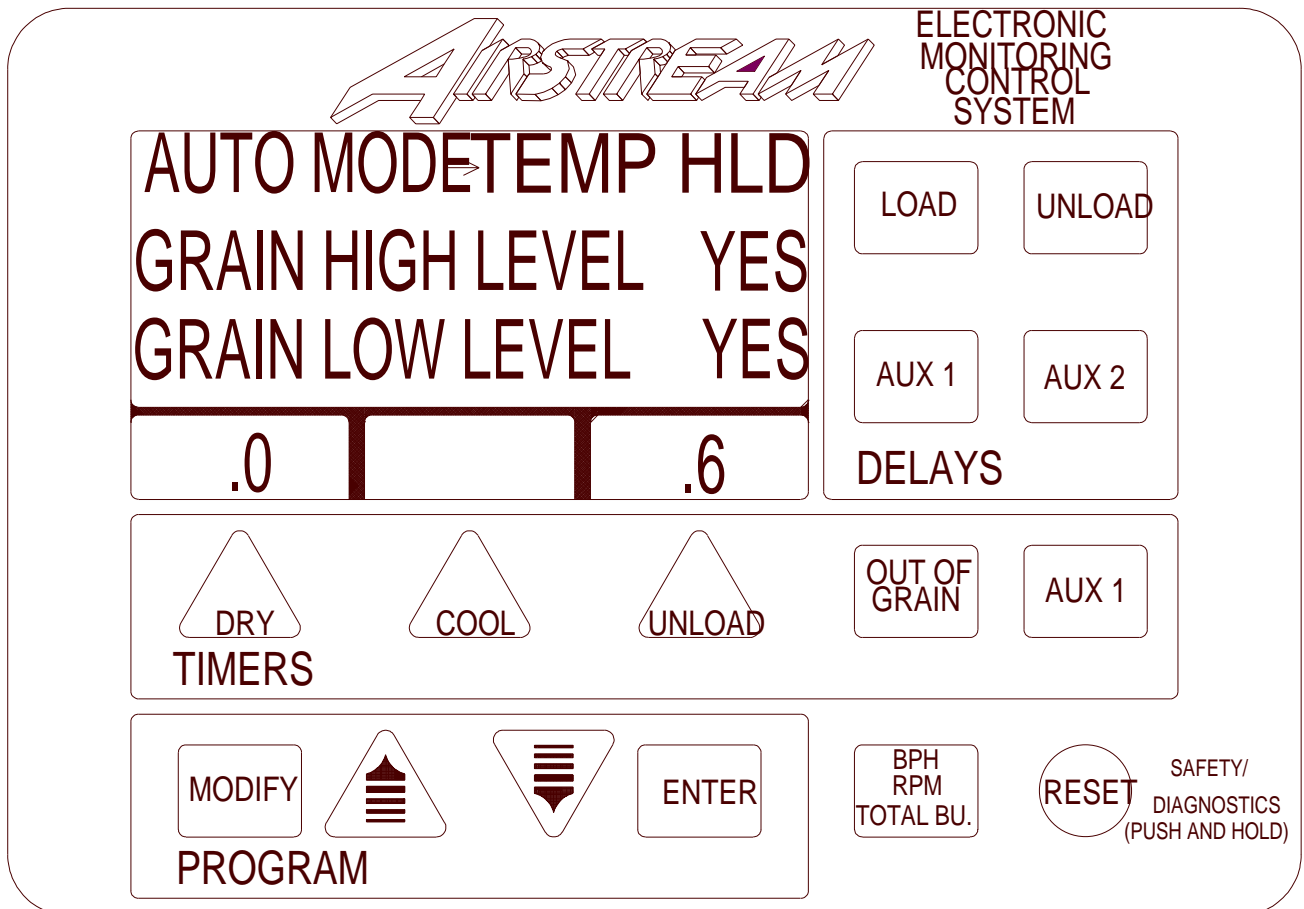 AIRSTREAM
ELECTRONIC
MONITORING
CONTROL
SYSTEM
AUTO MODE→TEMP HLD
GRAIN HIGH LEVEL YES
GRAIN LOW LEVEL YES
.0 .6
LOAD UNLOAD
AUX 1 AUX 2
DELAYS
DRY COOL UNLOAD
TIMERS
OUT OF
GRAIN
AUX 1
MODIFY ENTER
PROGRAM
BPH
RPM
TOTAL BU.
RESET
SAFETY/
DIAGNOSTICS
(PUSH AND HOLD)